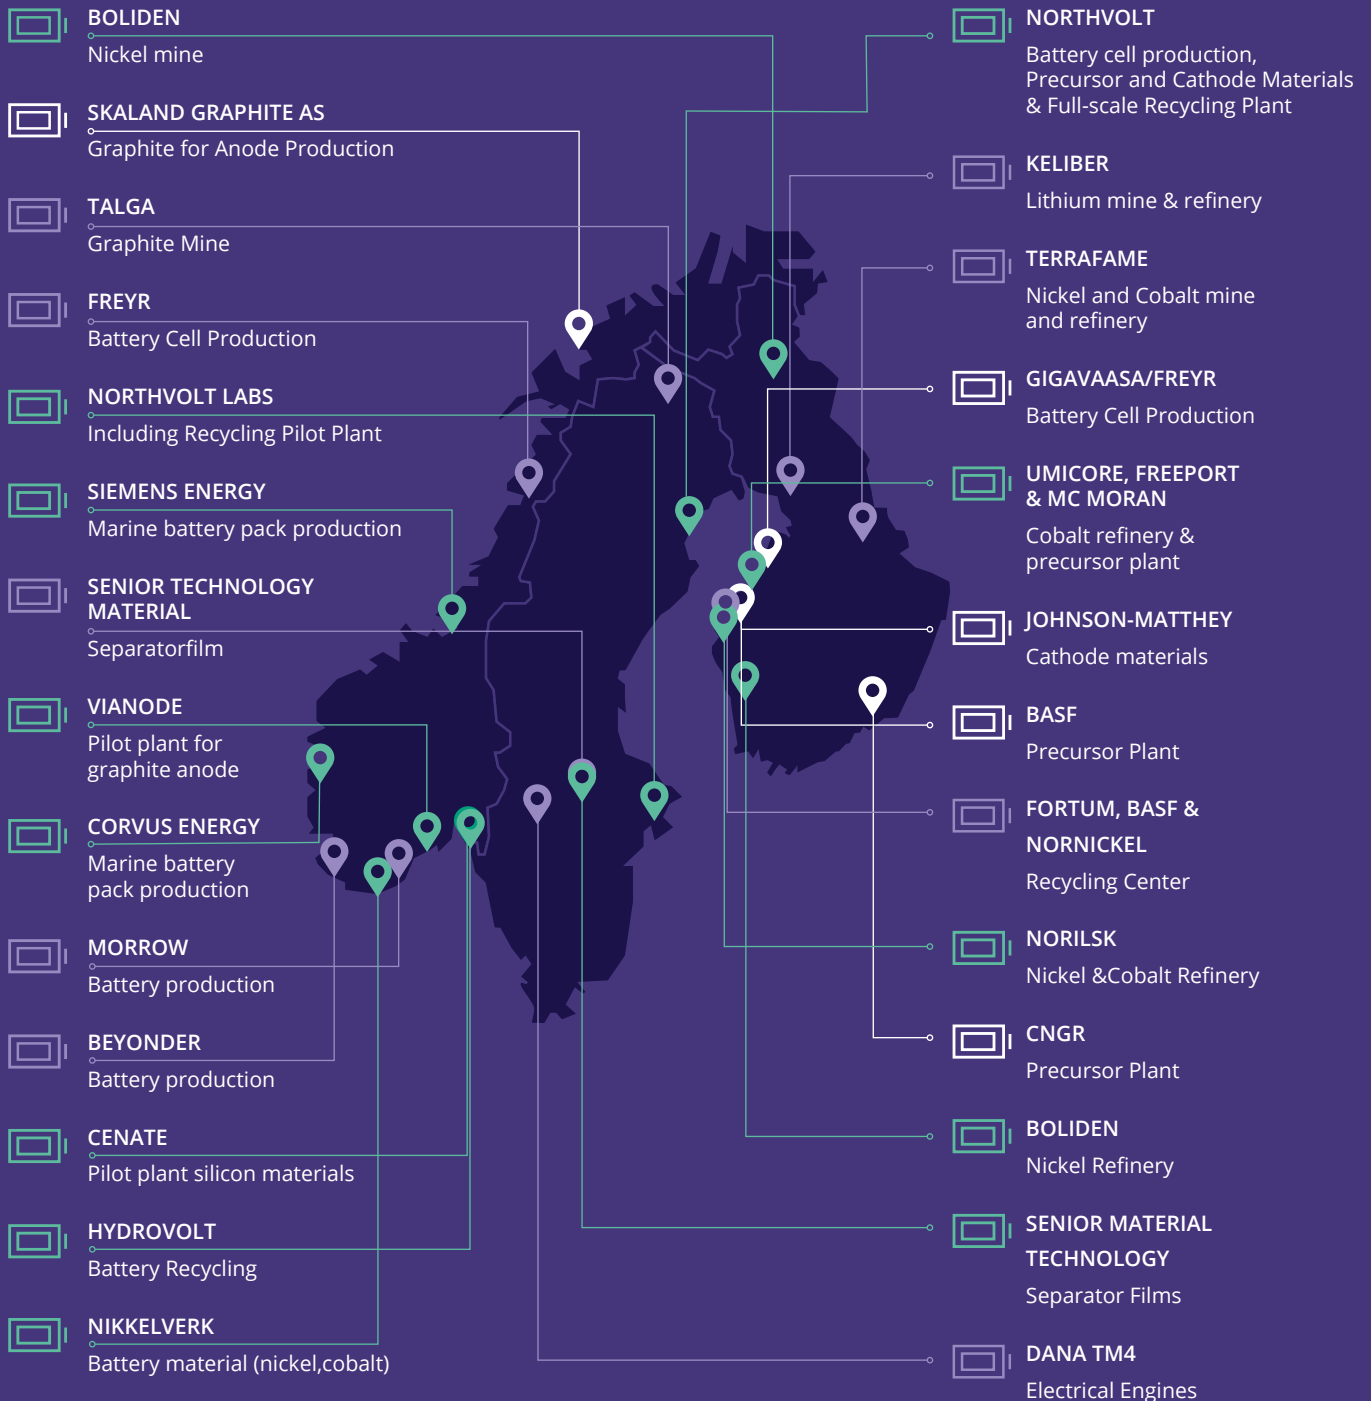 BOLIDEN
Nickel mine
SKALAND GRAPHITE AS
Graphite for Anode Production
TALGA
Graphite Mine
FREYR
Battery Cell Production
NORTHVOLT LABS
Including Recycling Pilot Plant
SIEMENS ENERGY
Marine battery pack production
SENIOR TECHNOLOGY
MATERIAL
Separatorfilm
VIANODE
Pilot plant for
graphite anode
CORVUS ENERGY
Marine battery
pack production
MORROW
Battery production
BEYONDER
Battery production
CENATE
Pilot plant silicon materials
HYDROVOLT
Battery Recycling
NIKKELVERK
Battery material (nickel,cobalt)
NORTHVOLT
Battery cell production,
Precursor and Cathode Materials
& Full-scale Recycling Plant
KELIBER
Lithium mine & refinery
TERRAFAME
Nickel and Cobalt mine
and refinery
GIGAVAASA/FREYR
Battery Cell Production
UMICORE, FREEPORT
& MC MORAN
Cobalt refinery &
precursor plant
JOHNSON-MATTHEY
Cathode materials
BASF
Precursor Plant
FORTUM, BASF &
NORNICKEL
Recycling Center
NORILSK
Nickel &Cobalt Refinery
CNGR
Precursor Plant
BOLIDEN
Nickel Refinery
SENIOR MATERIAL
TECHNOLOGY
Separator Films
DANA TM4
Electrical Engines